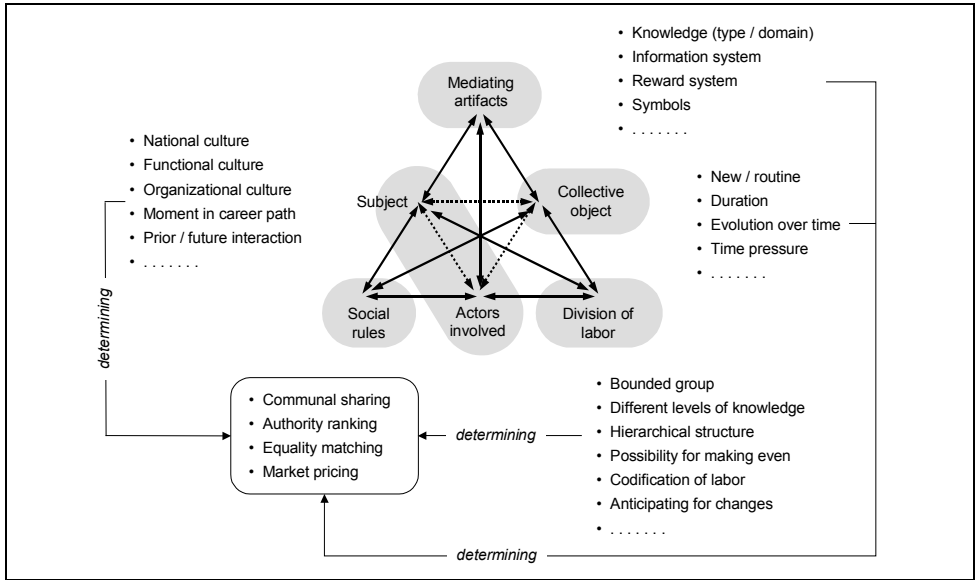 • Knowledge (type / domain)
• Information system
• Reward system
• Symbols
• . . . . . . .
Mediating
artifacts
• National culture
• Functional culture
• Organizational culture
• Moment in career path
• Prior / future interaction
• . . . . . . .
Subject
Collective
object
• New / routine
• Duration
• Evolution over time
• Time pressure
• . . . . . . .
Social
rules
Actors
involved
Division of
labor
determining
• Communal sharing
• Authority ranking
• Equality matching
• Market pricing
determining
• Bounded group
• Different levels of knowledge
• Hierarchical structure
• Possibility for making even
• Codification of labor
• Anticipating for changes
• . . . . . . .
determining